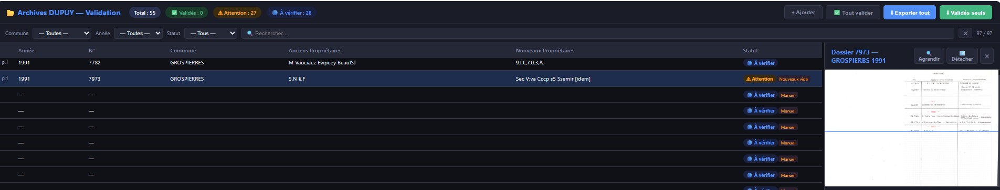 Archives DUPUY — Validation
Total : 55
Validés : 0
Attention : 27
À vérifier : 28
+ Ajouter
Tout valider
Exporter tout
Validés seuls
Commune
— Toutes —
Année
— Toutes —
Statut
— Tous —
Rechercher...
97 / 97
Année N° Commune Anciens Propriétaires Nouveaux Propriétaires Statut
p.1 1991 7782 GROSPIERRES M Vauciaez Ewpeey BeaulSJ 9.I.€,7.0.3,A: À vérifier
p.1 1991 7973 GROSPIERRES S.N €.F Sec V:va Cccp s5 Ssemir [idem] Attention Nouveaux vide
— — À vérifier Manuel
— — À vérifier Manuel
— — À vérifier Manuel
— — À vérifier Manuel
— — À vérifier Manuel
— — À vérifier Manuel
Dossier 7973 —
GROSPIERBS 1991
Agrandir
Détacher